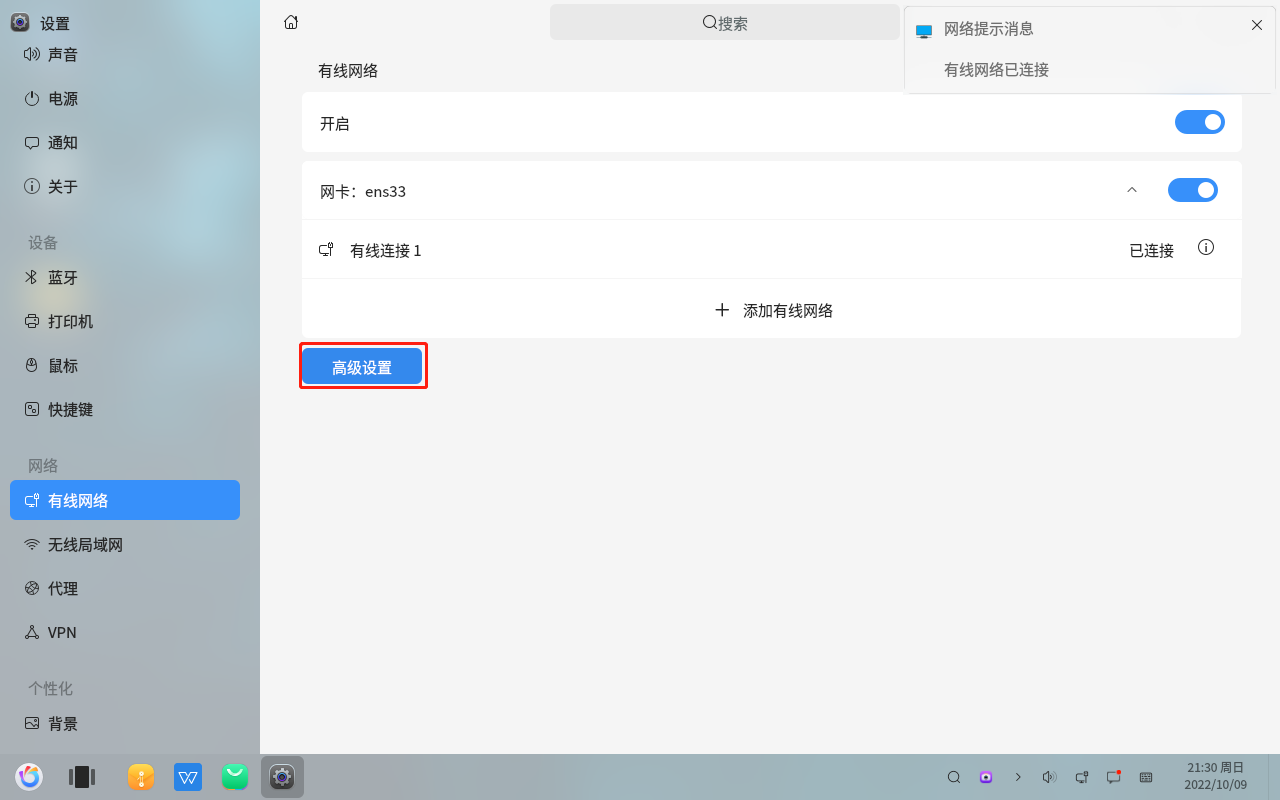 设置
声音
电源
通知
关于
设备
蓝牙
打印机
鼠标
快捷键
网络
有线网络
无线局域网
代理
VPN
个性化
背景
搜索
网络提示消息
有线网络已连接
有线网络
开启
网卡：ens33
有线连接 1
已连接
添加有线网络
高级设置
21:30 周日
2022/10/09